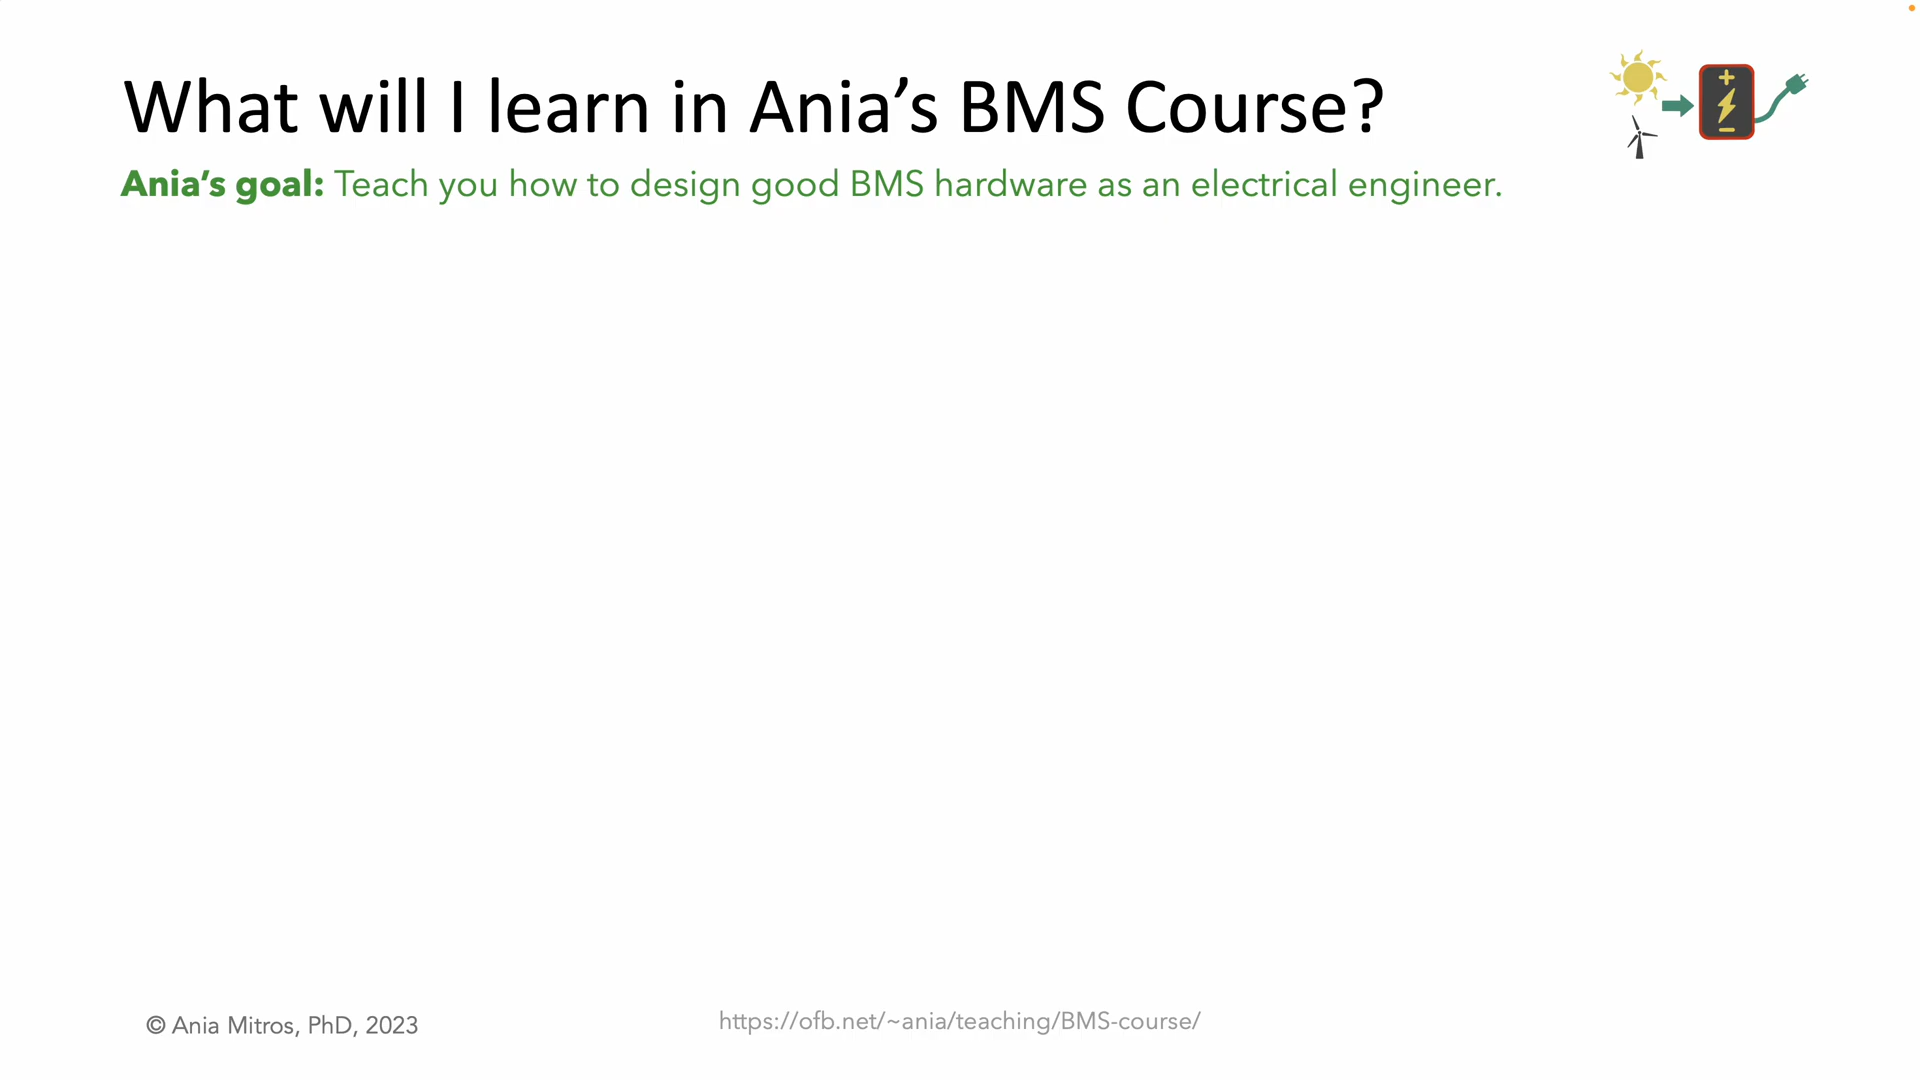 What will I learn in Ania’s BMS Course?
Ania’s goal: Teach you how to design good BMS hardware as an electrical engineer.
© Ania Mitros, PhD, 2023
https://ofb.net/~ania/teaching/BMS-course/